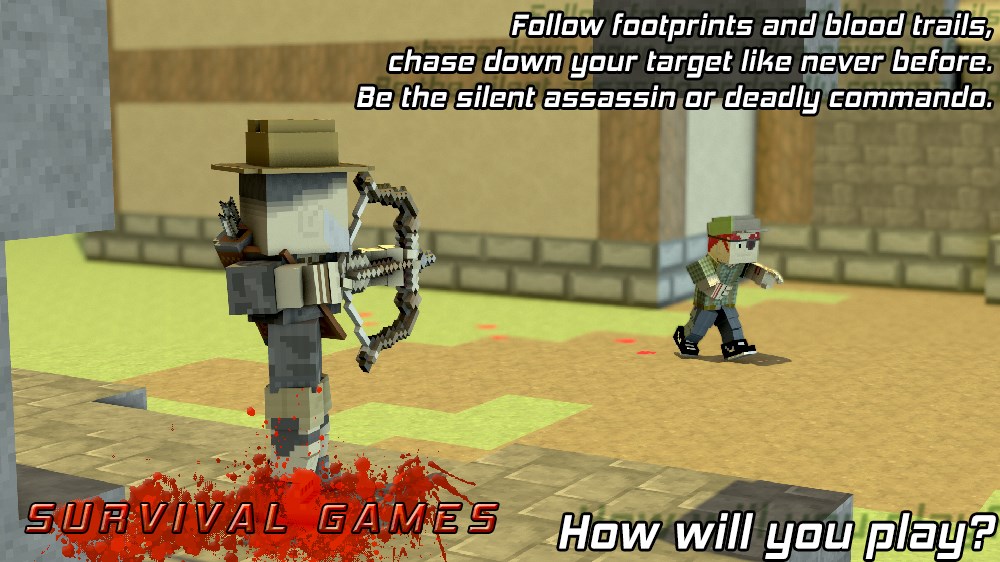 Follow footprints and blood trails,
chase down your target like never before.
Be the silent assassin or deadly commando.
SURVIVAL GAMES
How will you play?